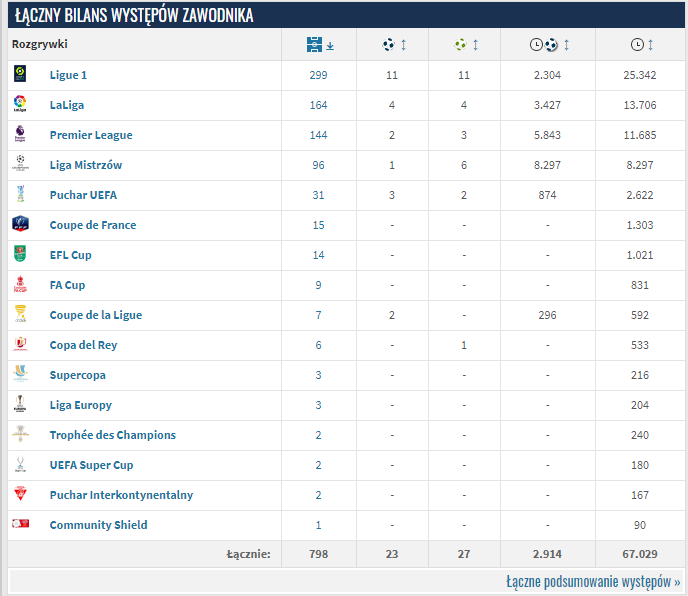 ŁĄCZNY BILANS WYSTĘPÓW ZAWODNIKA
Rozgrywki
Ligue 1 299 11 11 2.304 25.342
LaLiga 164 4 4 3.427 13.706
Premier League 144 2 3 5.843 11.685
Liga Mistrzów 96 1 6 8.297 8.297
Puchar UEFA 31 3 2 874 2.622
Coupe de France 15 - - - 1.303
EFL Cup 14 - - - 1.021
FA Cup 9 - - - 831
Coupe de la Ligue 7 2 - 296 592
Copa del Rey 6 - 1 - 533
Supercopa 3 - - - 216
Liga Europy 3 - - - 204
Trophée des Champions 2 - - - 240
UEFA Super Cup 2 - - - 180
Puchar Interkontynentalny 2 - - - 167
Community Shield 1 - - - 90
Łącznie: 798 23 27 2.914 67.029
Łączne podsumowanie występów »